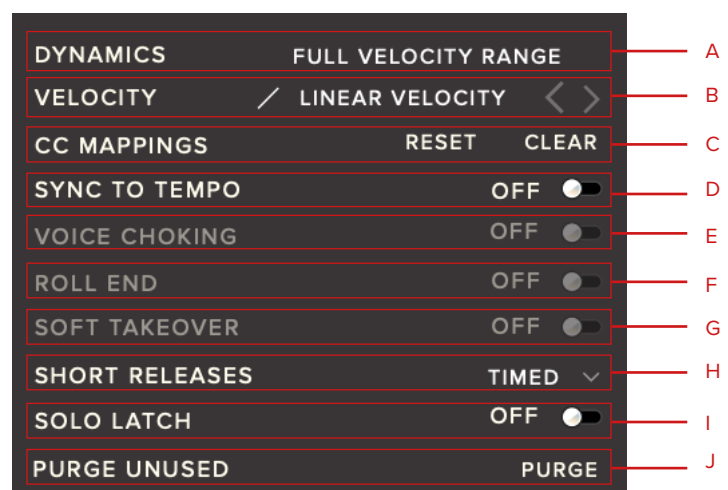 DYNAMICS FULL VELOCITY RANGE A
VELOCITY LINEAR VELOCITY B
CC MAPPINGS RESET CLEAR C
SYNC TO TEMPO OFF D
VOICE CHOKING OFF E
ROLL END OFF F
SOFT TAKEOVER OFF G
SHORT RELEASES TIMED H
SOLO LATCH OFF I
PURGE UNUSED PURGE J